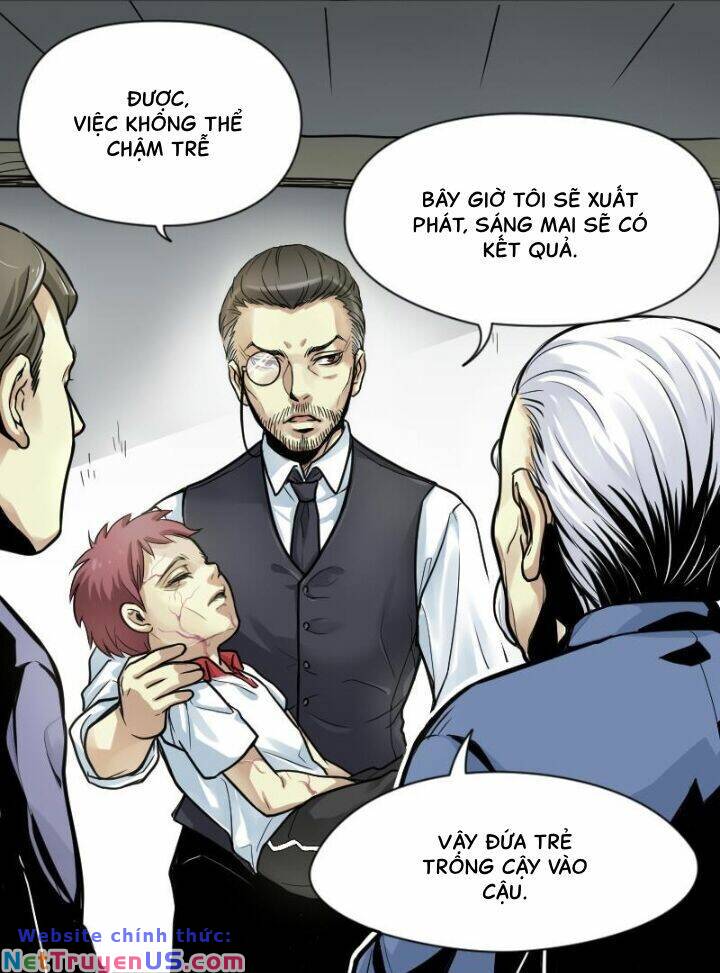 ĐƯỢC,
VIỆC KHÔNG THỂ
CHẬM TRỄ
BÂY GIỜ TÔI SẼ XUẤT
PHÁT, SÁNG MAI SẼ CÓ
KẾT QUẢ.
VẬY ĐỨA TRẺ
TRÔNG CẬY VÀO
CẬU.
Website chính thức:
NETTRUYENUS.COM